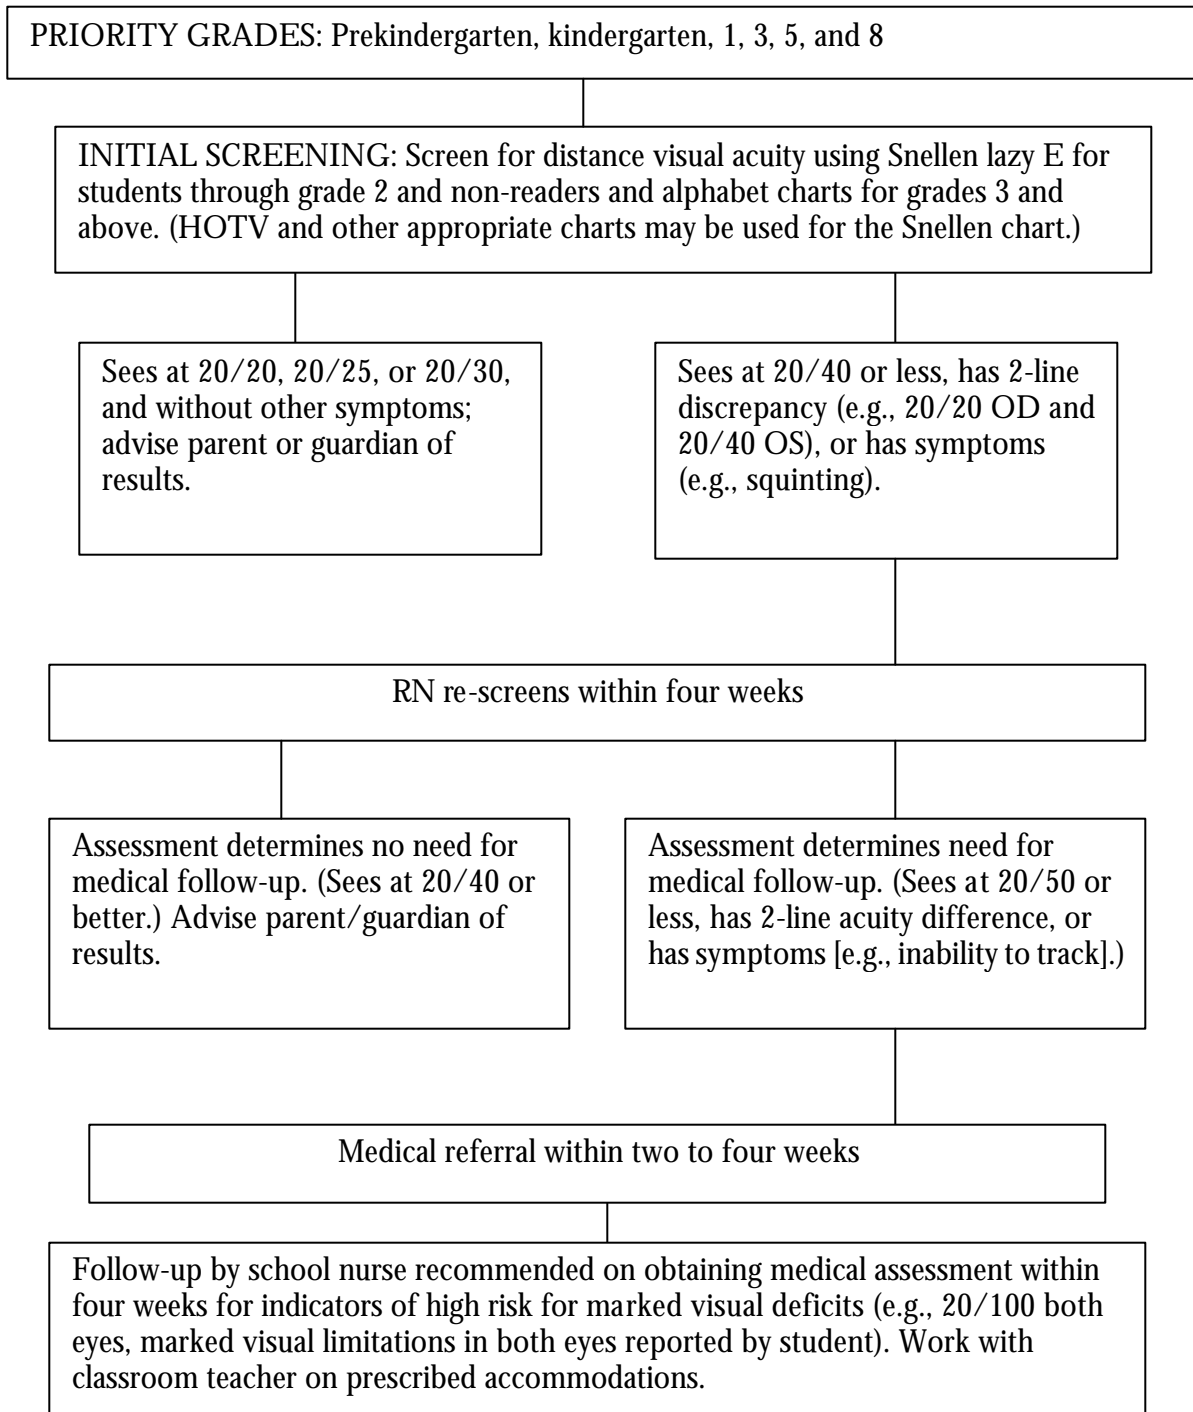 PRIORITY GRADES: Prekindergarten, kindergarten, 1, 3, 5, and 8
INITIAL SCREENING: Screen for distance visual acuity using Snellen lazy E for
students through grade 2 and non-readers and alphabet charts for grades 3 and
above. (HOTV and other appropriate charts may be used for the Snellen chart.)
Sees at 20/20, 20/25, or 20/30,
and without other symptoms;
advise parent or guardian of
results.
Sees at 20/40 or less, has 2-line
discrepancy (e.g., 20/20 OD and
20/40 OS), or has symptoms
(e.g., squinting).
RN re-screens within four weeks
Assessment determines no need for
medical follow-up. (Sees at 20/40 or
better.) Advise parent/guardian of
results.
Assessment determines need for
medical follow-up. (Sees at 20/50 or
less, has 2-line acuity difference, or
has symptoms [e.g., inability to track].)
Medical referral within two to four weeks
Follow-up by school nurse recommended on obtaining medical assessment within
four weeks for indicators of high risk for marked visual deficits (e.g., 20/100 both
eyes, marked visual limitations in both eyes reported by student). Work with
classroom teacher on prescribed accommodations.